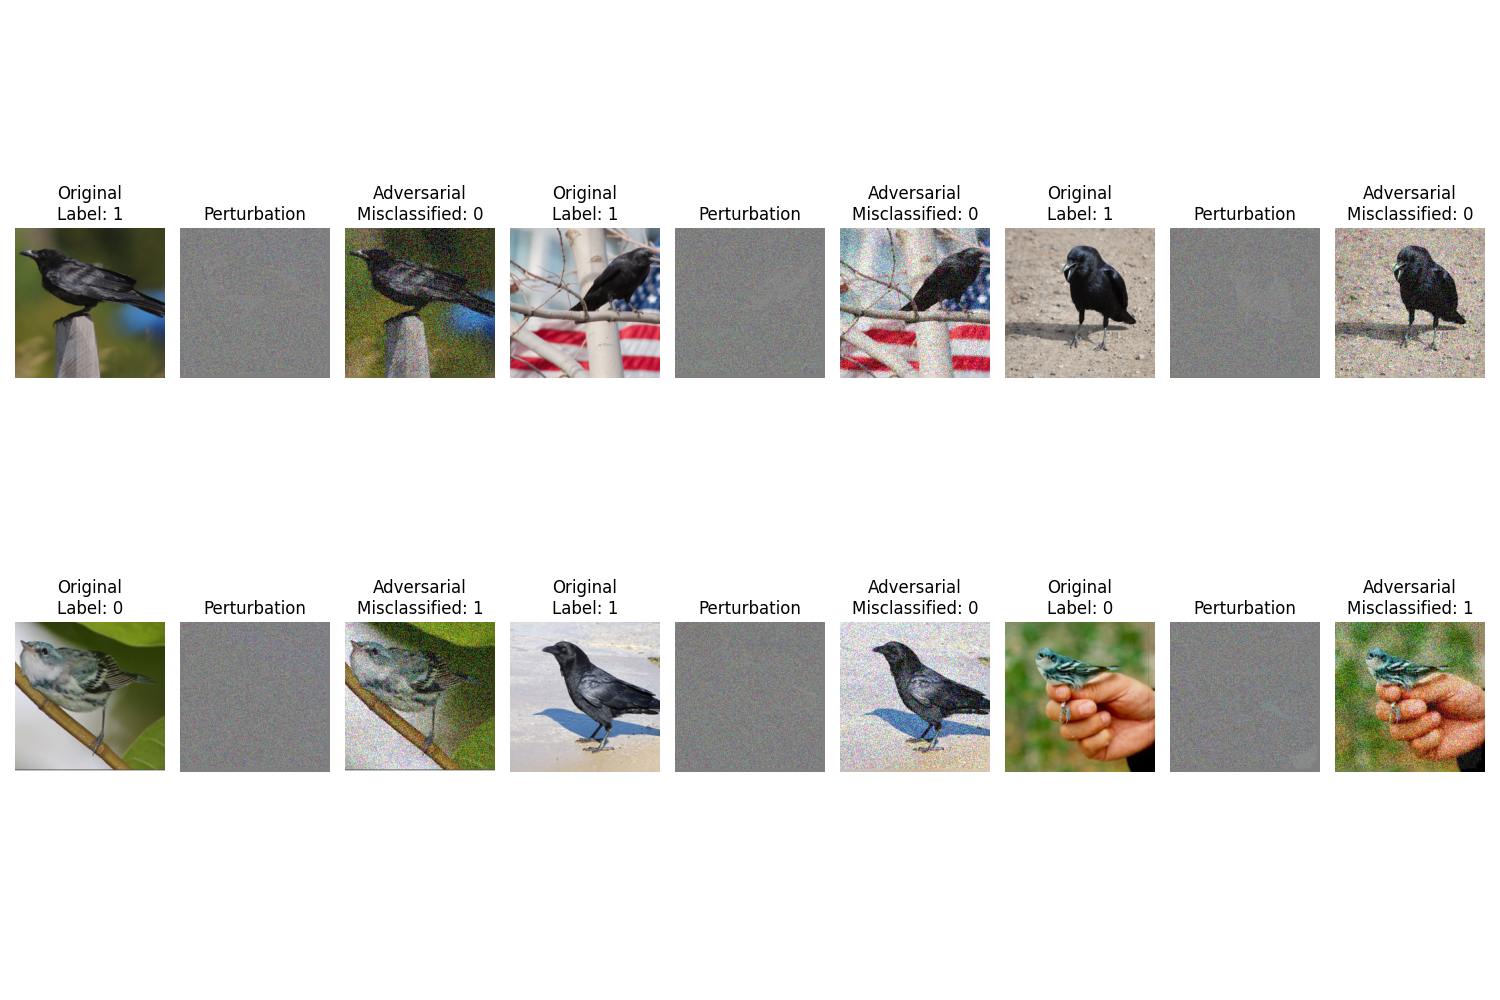 Original
Label: 1
Perturbation
Adversarial
Misclassified: 0
Original
Label: 1
Perturbation
Adversarial
Misclassified: 0
Original
Label: 1
Perturbation
Adversarial
Misclassified: 0
Original
Label: 0
Perturbation
Adversarial
Misclassified: 1
Original
Label: 1
Perturbation
Adversarial
Misclassified: 0
Original
Label: 0
Perturbation
Adversarial
Misclassified: 1